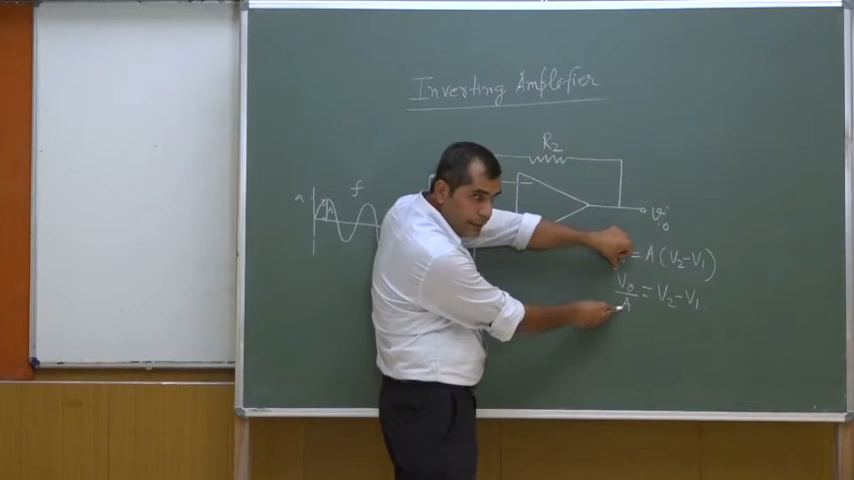 Inverting Amplifier
R2
f
A
v0
= A (V2-V1)
V0/A = V2-V1